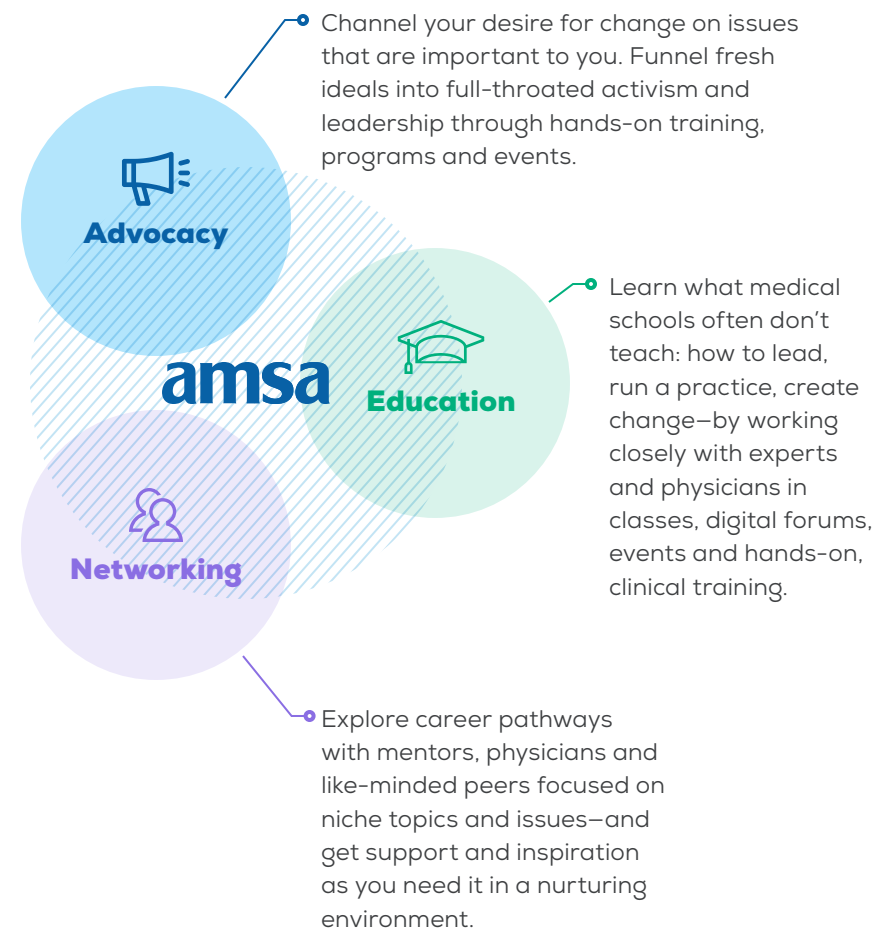 Channel your desire for change on issues
that are important to you. Funnel fresh
ideals into full-throated activism and
leadership through hands-on training,
programs and events.
Advocacy
Learn what medical
schools often don't
teach: how to lead,
run a practice, create
change—by working
closely with experts
and physicians in
classes, digital forums,
events and hands-on,
clinical training.
amsa
Education
Networking
Explore career pathways
with mentors, physicians and
like-minded peers focused on
niche topics and issues—and
get support and inspiration
as you need it in a nurturing
environment.